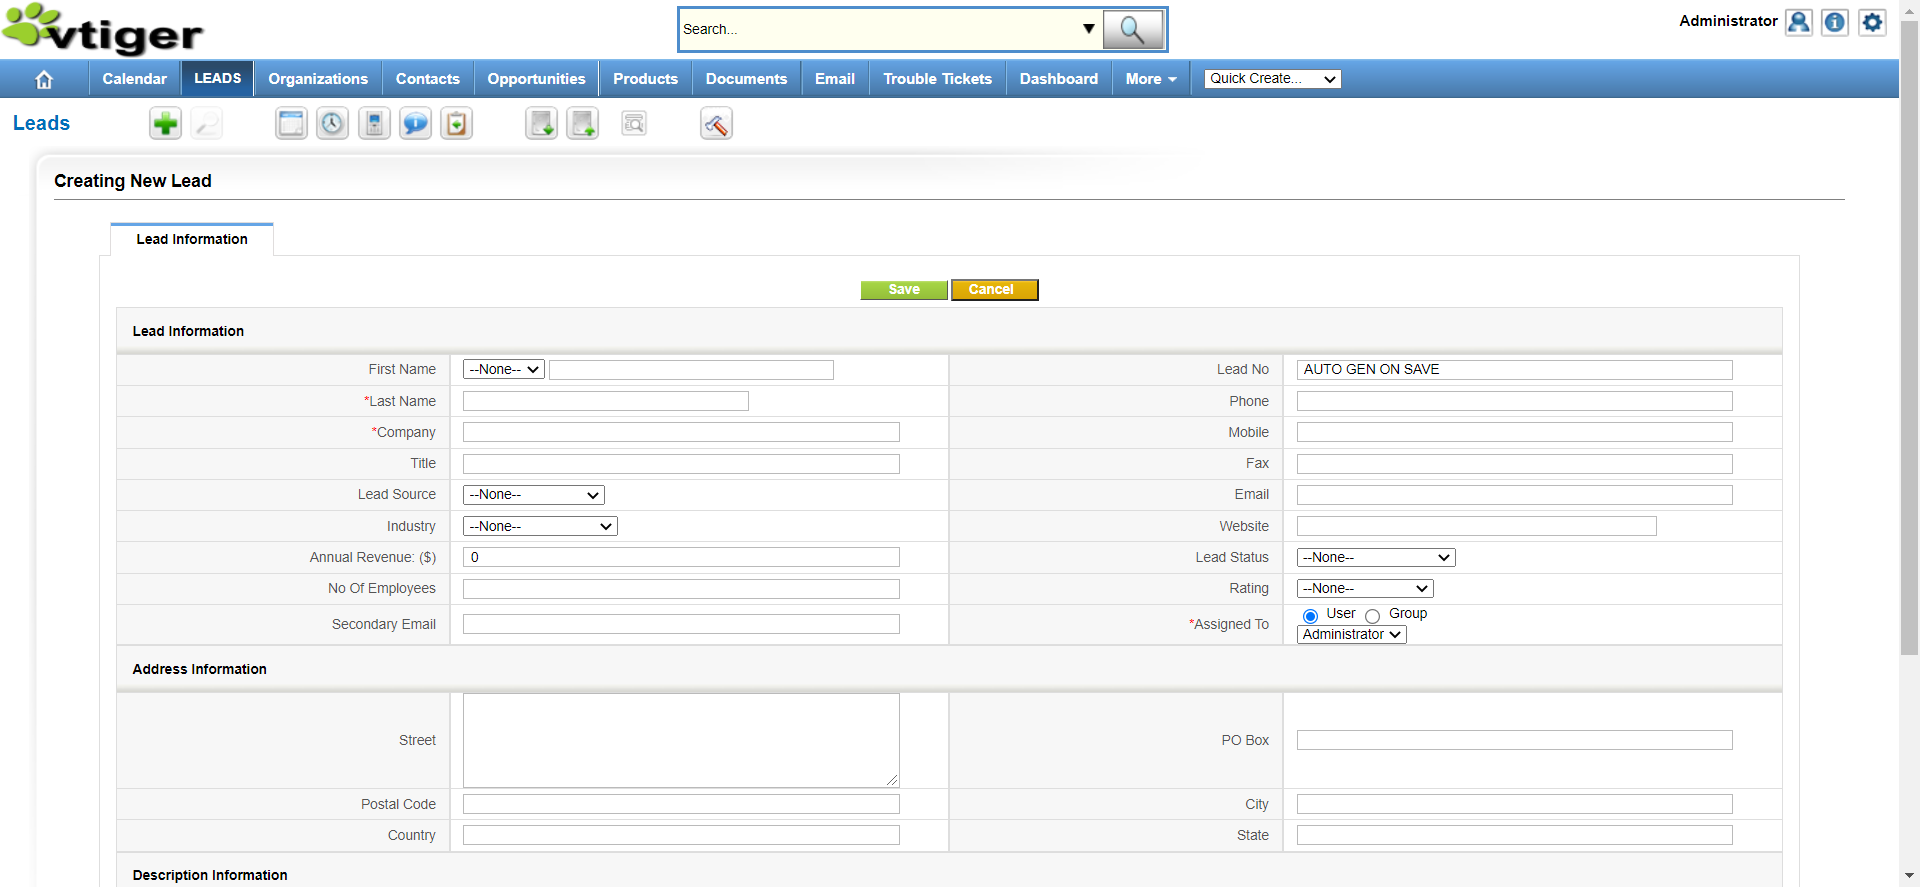 vtiger
Search...
Administrator
Calendar LEADS Organizations Contacts Opportunities Products Documents Email Trouble Tickets Dashboard More Quick Create...
Leads
Creating New Lead
Lead Information
Save Cancel
Lead Information
First Name --None-- Lead No AUTO GEN ON SAVE
*Last Name Phone
*Company Mobile
Title Fax
Lead Source --None-- Email
Industry --None-- Website
Annual Revenue: ($) 0 Lead Status --None--
No Of Employees Rating --None--
Secondary Email *Assigned To User Group
Administrator
Address Information
Street PO Box
Postal Code City
Country State
Description Information